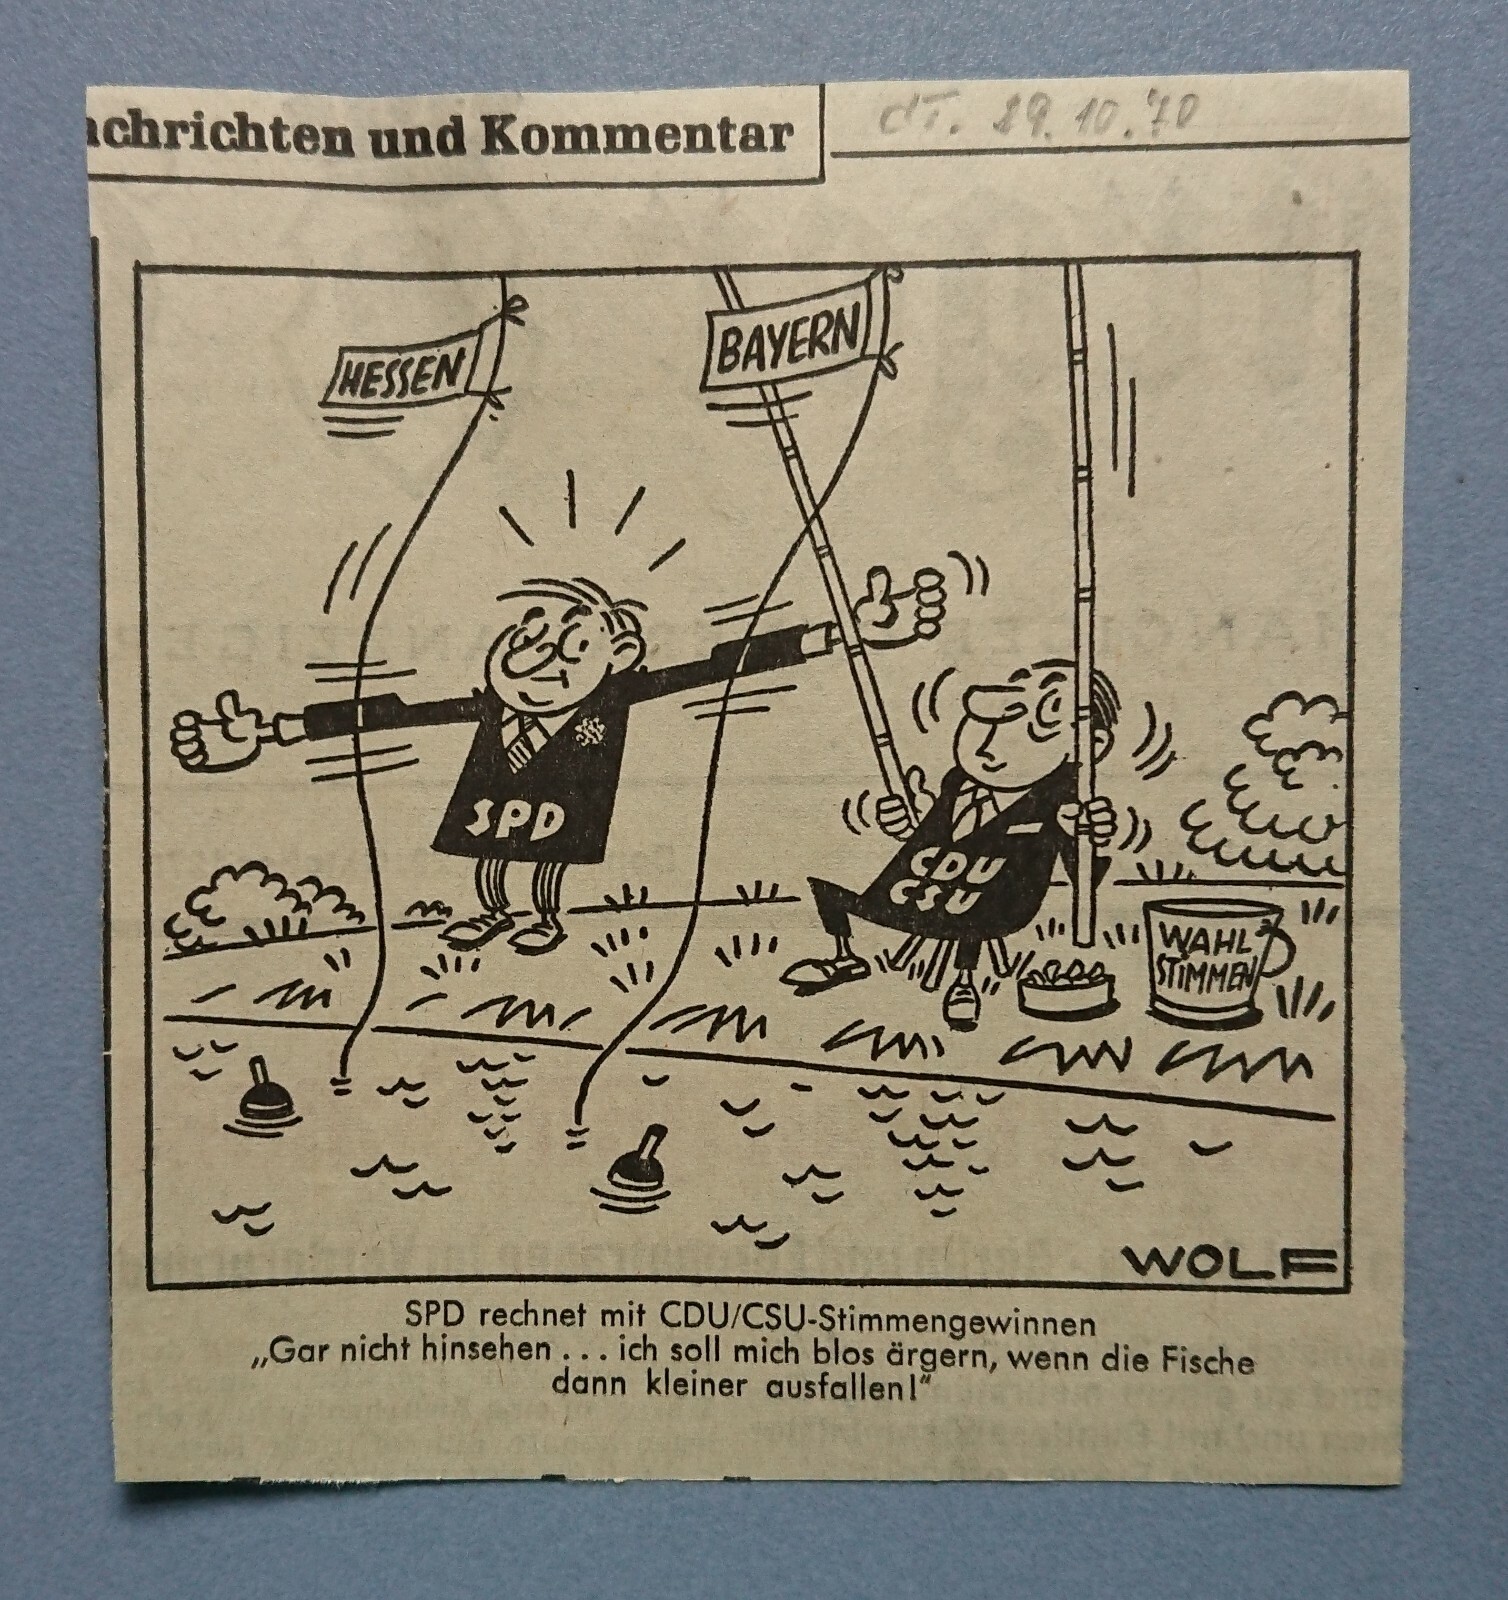 achrichten und Kommentar
dT. 29.10.'70
HESSEN
BAYERN
SPD
CDU
CSU
WAHL
STIMMEN
WOLF
SPD rechnet mit CDU/CSU-Stimmengewinnen
„Gar nicht hinsehen . . . ich soll mich blos ärgern, wenn die Fische
dann kleiner ausfallen!“